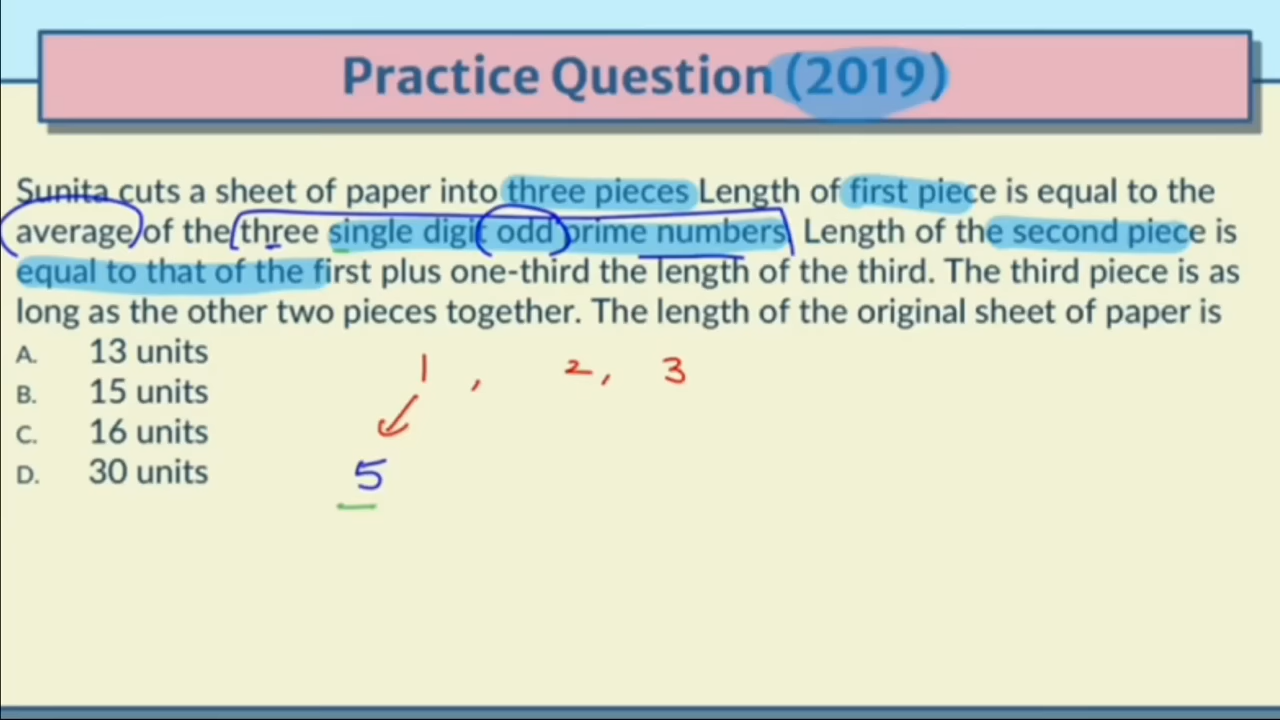 Practice Question (2019)
Sunita cuts a sheet of paper into three pieces Length of first piece is equal to the
average of the three single digit odd prime numbers. Length of the second piece is
equal to that of the first plus one-third the length of the third. The third piece is as
long as the other two pieces together. The length of the original sheet of paper is
A. 13 units
B. 15 units
C. 16 units
D. 30 units
1 , 2, 3
5